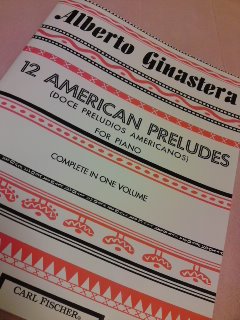 Alberto Ginastera
12 AMERICAN PRELUDES
(DOCE PRELUDIOS AMERICANOS)
FOR PIANO
COMPLETE IN ONE VOLUME
CARL FISCHER®